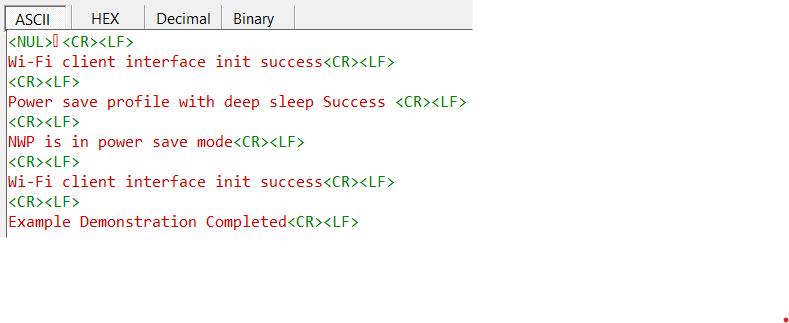 ASCII HEX Decimal Binary
<NUL><CR><LF>
Wi-Fi client interface init success<CR><LF>
<CR><LF>
Power save profile with deep sleep Success <CR><LF>
<CR><LF>
NWP is in power save mode<CR><LF>
<CR><LF>
Wi-Fi client interface init success<CR><LF>
<CR><LF>
Example Demonstration Completed<CR><LF>